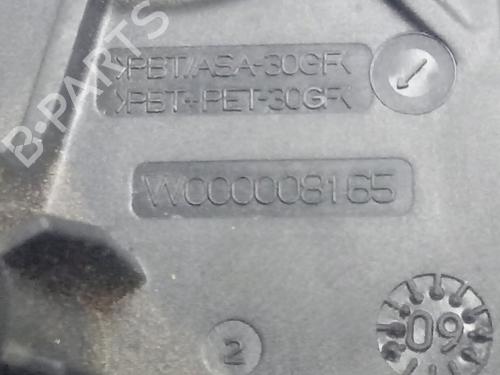 >PBT/ASA-30GF<
>PBT+PET-30GF<
W000008165
2
09
B-PARTS